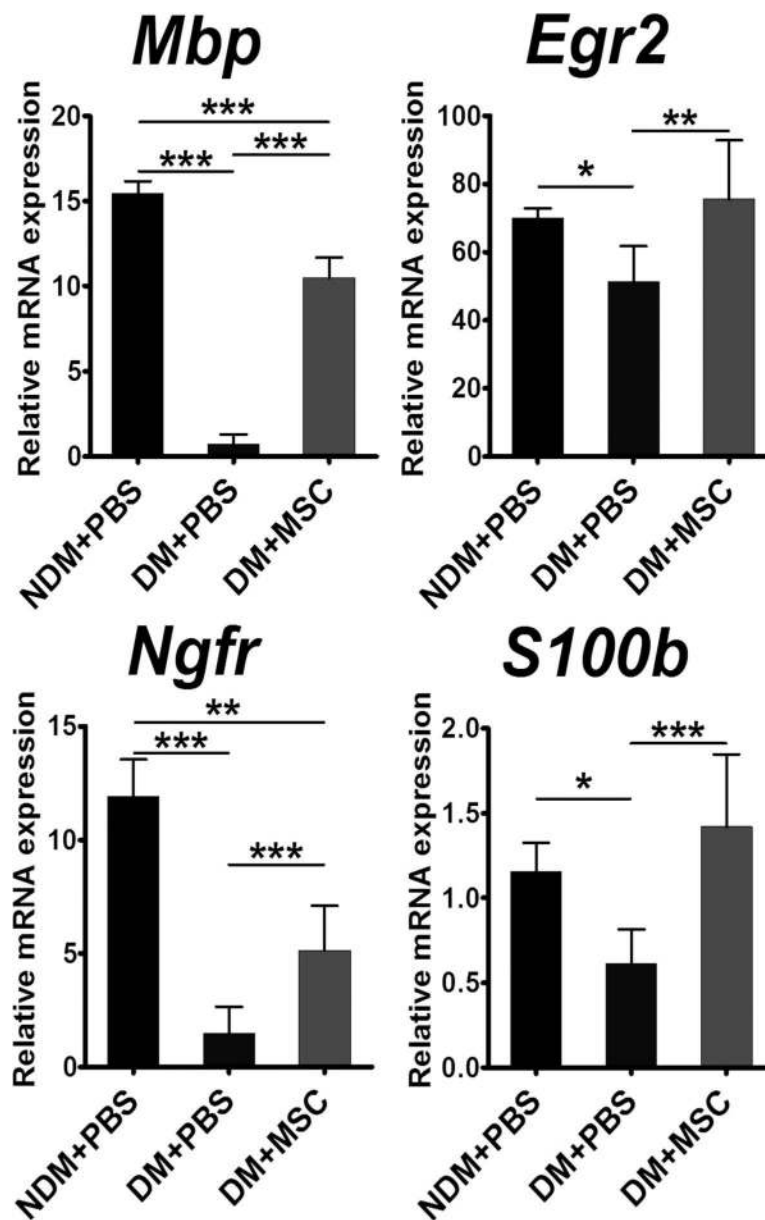 Mbp
Relative mRNA expression
20
15
10
5
0
***
***
***
NDM+PBS
DM+PBS
DM+MSC
Egr2
Relative mRNA expression
100
80
60
40
20
0
*
**
NDM+PBS
DM+PBS
DM+MSC
Ngfr
Relative mRNA expression
15
10
5
0
**
***
***
NDM+PBS
DM+PBS
DM+MSC
S100b
Relative mRNA expression
2.0
1.5
1.0
0.5
0.0
*
***
NDM+PBS
DM+PBS
DM+MSC